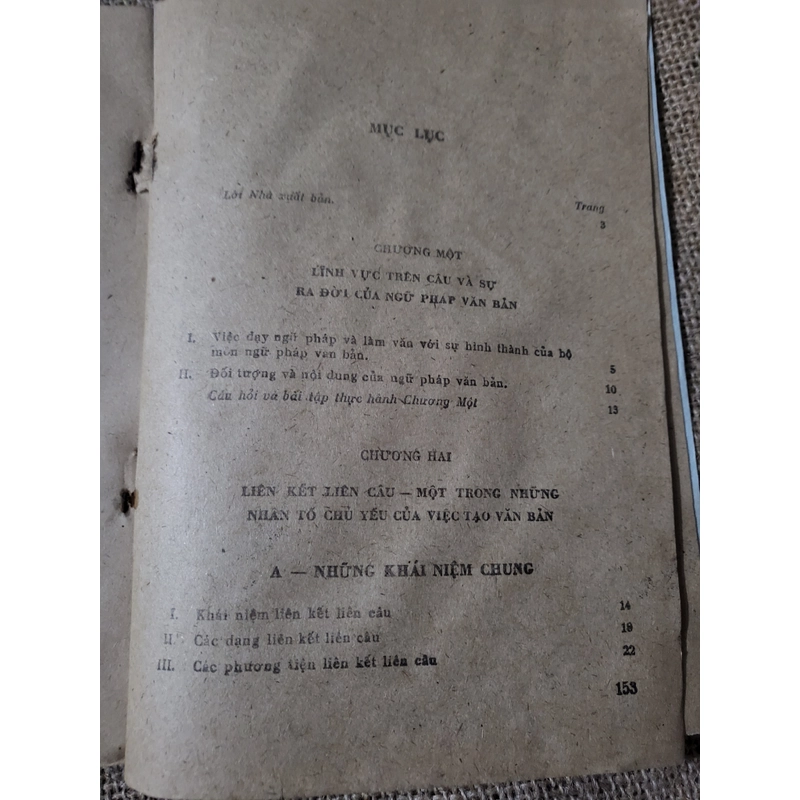 MỤC LỤC
Lời Nhà xuất bản.
Trang
3
CHƯƠNG MỘT
LĨNH VỰC TRÊN CÂU VÀ SỰ
RA ĐỜI CỦA NGỮ PHÁP VĂN BẢN
I. Việc dạy ngữ pháp và làm văn với sự hình thành của bộ
môn ngữ pháp văn bản. 5
II. Đối tượng và nội dung của ngữ pháp văn bản. 10
Câu hỏi và bài tập thực hành Chương Một 13
CHƯƠNG HAI
LIÊN KẾT LIÊN CÂU — MỘT TRONG NHỮNG
NHÂN TỐ CHỦ YẾU CỦA VIỆC TẠO VĂN BẢN
A — NHỮNG KHÁI NIỆM CHUNG
I. Khái niệm liên kết liên câu 14
II. Các dạng liên kết liên câu 19
III. Các phương tiện liên kết liên câu 22
153